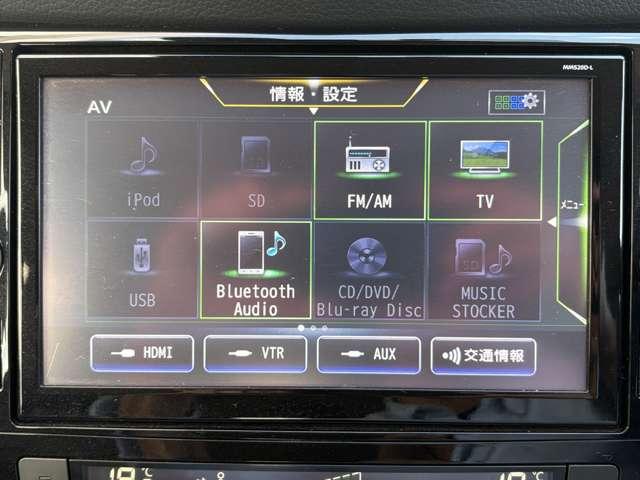 MM520D-L
情報・設定
AV
iPod
SD
FM/AM
TV
メニュー
USB
Bluetooth
Audio
CD/DVD/
Blu-ray Disc
SD
MUSIC
STOCKER
HDMI
VTR
AUX
交通情報
℃
℃